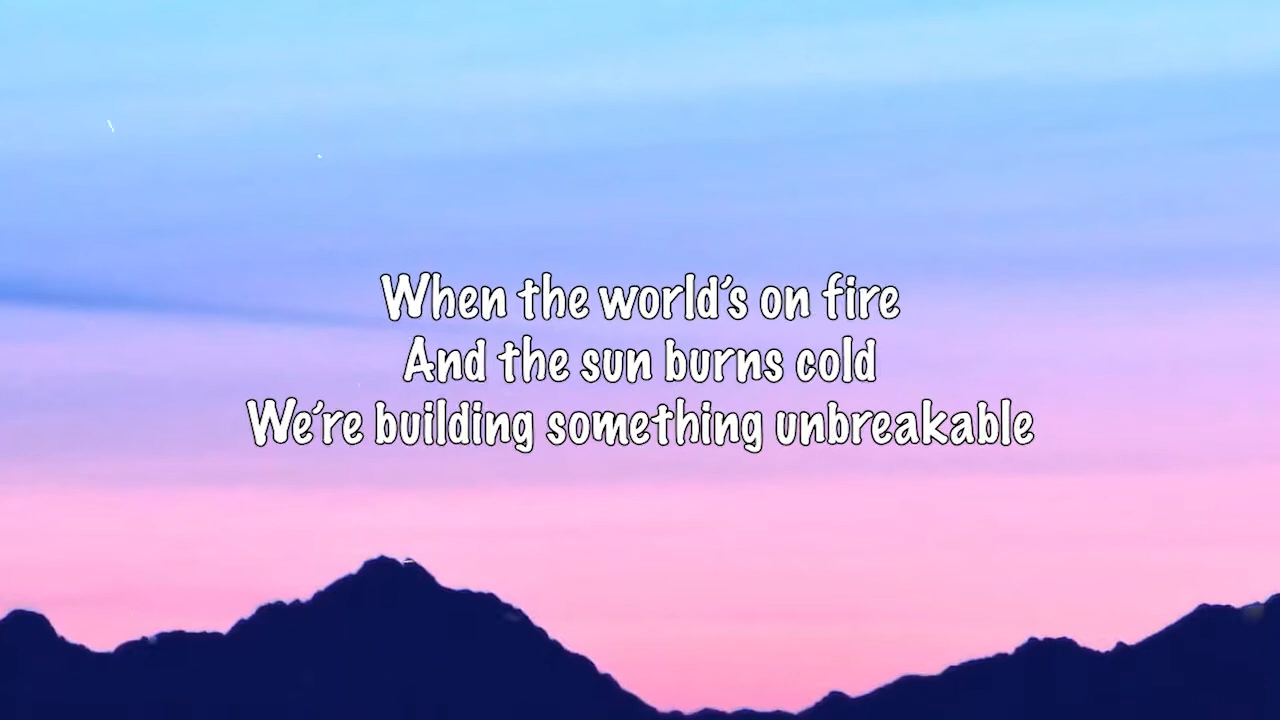 When the world's on fire
And the sun burns cold
We're building something unbreakable